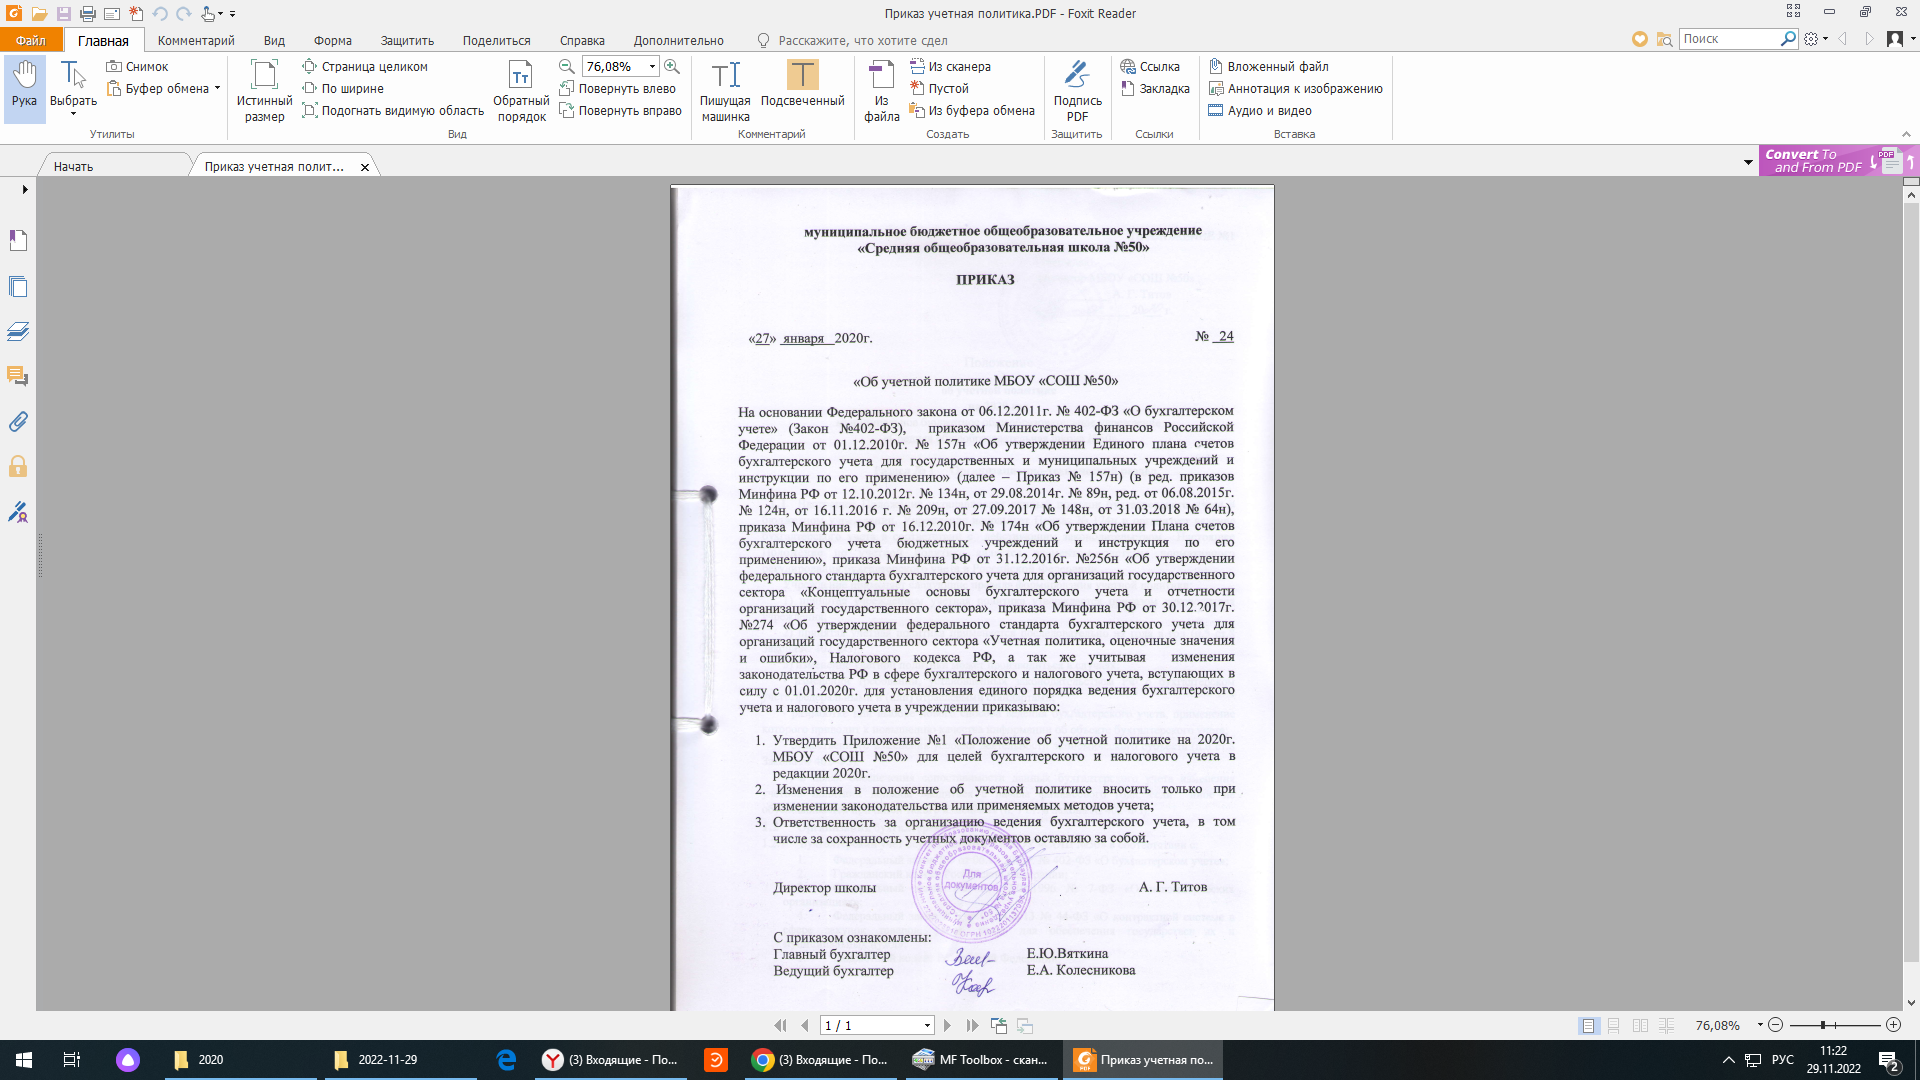 Приказ учетная политика.PDF - Foxit Reader
Файл
Главная
Комментарий
Вид
Форма
Защитить
Поделиться
Справка
Дополнительно
Расскажите, что хотите сдел
Поиск
Рука
Выбрать
Снимок
Буфер обмена
Утилиты
Истинный размер
Страница целиком
По ширине
Подогнать видимую область
Обратный порядок
76,08%
Повернуть влево
Повернуть вправо
Вид
Пишущая машинка
Подсвеченный
Комментарий
Из файла
Из сканера
Пустой
Из буфера обмена
Создать
Подпись PDF
Защитить
Ссылка
Закладка
Ссылки
Вложенный файл
Аннотация к изображению
Аудио и видео
Вставка
Начать
Приказ учетная полит...
Convert To
and From PDF
PDF
муниципальное бюджетное общеобразовательное учреждение
«Средняя общеобразовательная школа №50»
ПРИКАЗ
«27» января 2020г.
№ 24
«Об учетной политике МБОУ «СОШ №50»
На основании Федерального закона от 06.12.2011г. № 402-ФЗ «О бухгалтерском
учете» (Закон №402-ФЗ), приказом Министерства финансов Российской
Федерации от 01.12.2010г. № 157н «Об утверждении Единого плана счетов
бухгалтерского учета для государственных и муниципальных учреждений и
инструкции по его применению» (далее – Приказ № 157н) (в ред. приказов
Минфина РФ от 12.10.2012г. № 134н, от 29.08.2014г. № 89н, ред. от 06.08.2015г.
№ 124н, от 16.11.2016 г. № 209н, от 27.09.2017 № 148н, от 31.03.2018 № 64н),
приказа Минфина РФ от 16.12.2010г. № 174н «Об утверждении Плана счетов
бухгалтерского учета бюджетных учреждений и инструкция по его
применению», приказа Минфина РФ от 31.12.2016г. №256н «Об утверждении
федерального стандарта бухгалтерского учета для организаций государственного
сектора «Концептуальные основы бухгалтерского учета и отчетности
организаций государственного сектора», приказа Минфина РФ от 30.12.2017г.
№274 «Об утверждении федерального стандарта бухгалтерского учета для
организаций государственного сектора «Учетная политика, оценочные значения
и ошибки», Налогового кодекса РФ, а так же учитывая изменения
законодательства РФ в сфере бухгалтерского и налогового учета, вступающих в
силу с 01.01.2020г. для установления единого порядка ведения бухгалтерского
учета и налогового учета в учреждении приказываю:
1. Утвердить Приложение №1 «Положение об учетной политике на 2020г.
МБОУ «СОШ №50» для целей бухгалтерского и налогового учета в
редакции 2020г.
2. Изменения в положение об учетной политике вносить только при
изменении законодательства или применяемых методов учета;
3. Ответственность за организацию ведения бухгалтерского учета, в том
числе за сохранность учетных документов оставляю за собой.
Для
документов
Директор школы
А. Г. Титов
С приказом ознакомлены:
Главный бухгалтер
Е.Ю.Вяткина
Ведущий бухгалтер
Е.А. Колесникова
1 / 1
76,08%
2020
2022-11-29
(3) Входящие - По...
(3) Входящие - По...
MF Toolbox - скан...
Приказ учетная по...
РУС
11:22
29.11.2022
2